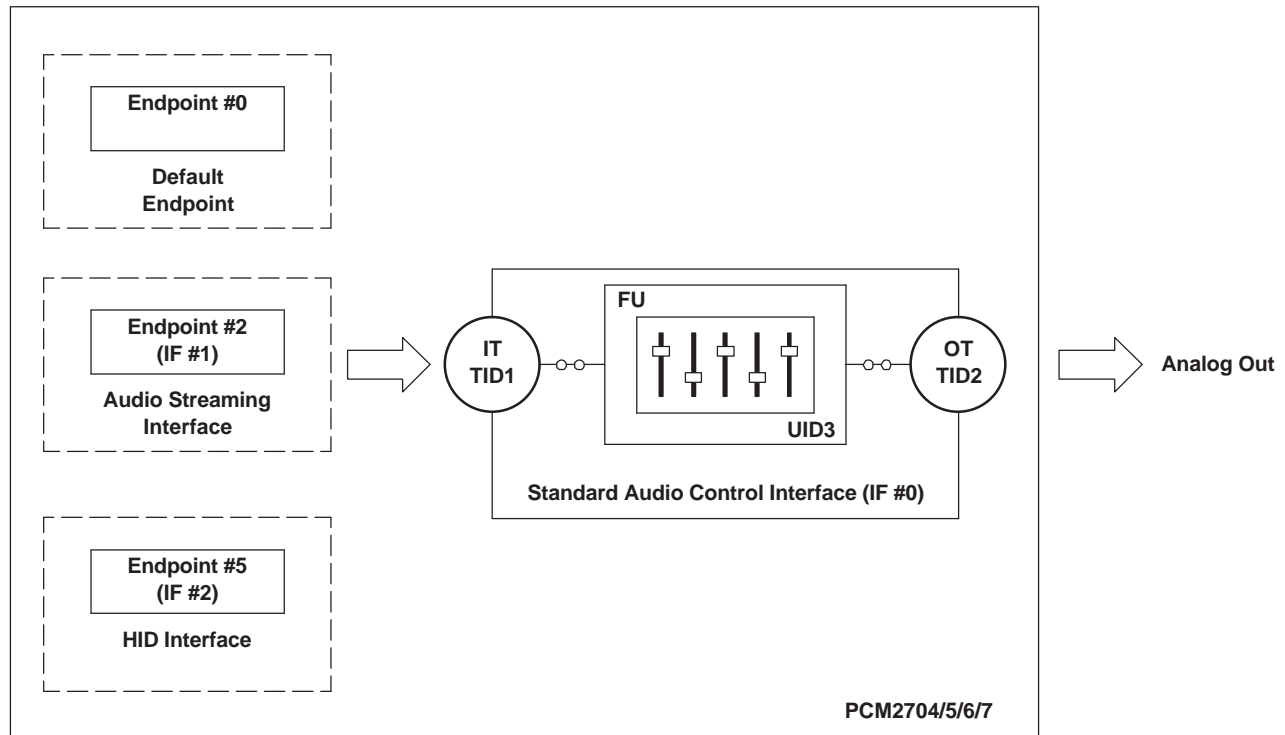 Endpoint #0
Default
Endpoint
Endpoint #2
(IF #1)
Audio Streaming
Interface
Endpoint #5
(IF #2)
HID Interface
IT
TID1
FU
UID3
OT
TID2
Standard Audio Control Interface (IF #0)
Analog Out
PCM2704/5/6/7